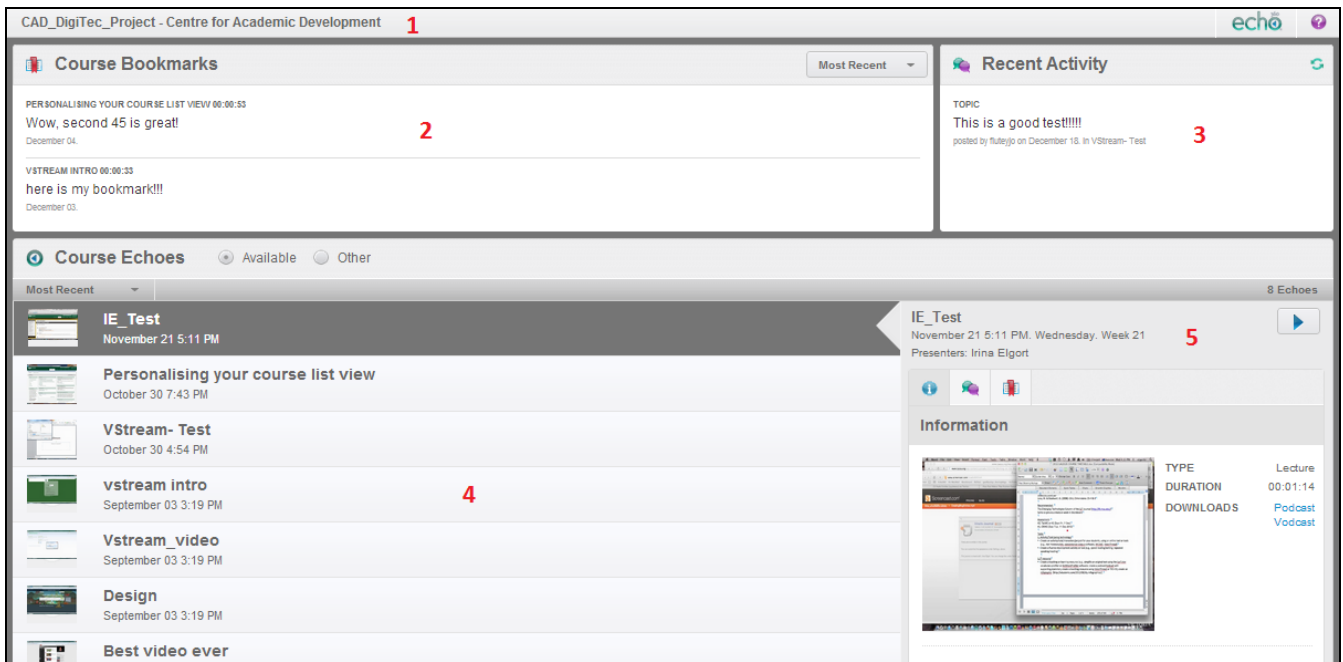 CAD_DigiTec_Project - Centre for Academic Development
1
echo
?
Course Bookmarks
Most Recent
PERSONALISING YOUR COURSE LIST VIEW 00:00:53
Wow, second 45 is great!
2
December 04.
VSTREAM INTRO 00:00:33
here is my bookmark!!!
December 03.
Recent Activity
TOPIC
This is a good test!!!!!
3
posted by fluteyjo on December 18. In VStream- Test
Course Echoes
Available
Other
Most Recent
8 Echoes
IE_Test
November 21 5:11 PM
Personalising your course list view
October 30 7:43 PM
VStream- Test
October 30 4:54 PM
vstream intro
September 03 3:19 PM
4
Vstream_video
September 03 3:19 PM
Design
September 03 3:19 PM
Best video ever
IE_Test
November 21 5:11 PM. Wednesday. Week 21
5
Presenters: Irina Elgort
Information
TYPE Lecture
DURATION 00:01:14
DOWNLOADS Podcast
Vodcast